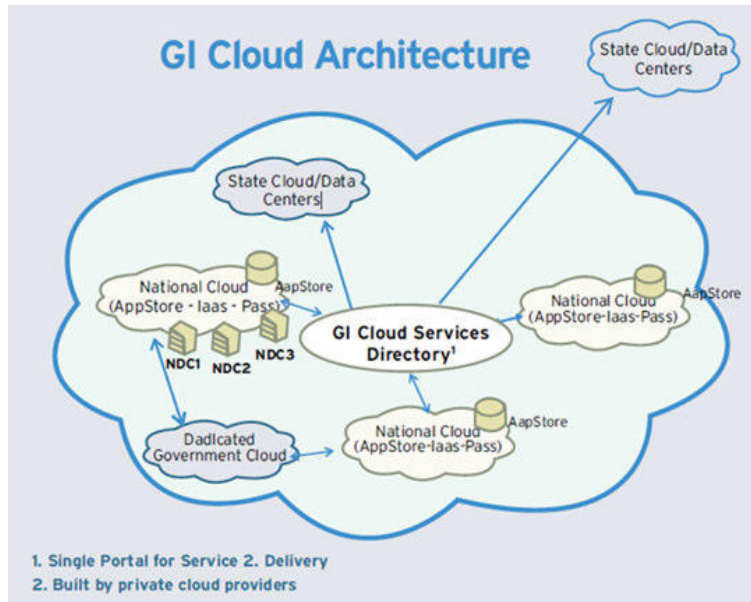 GI Cloud Architecture
State Cloud/Data
Centers
State Cloud/Data
Centers
National Cloud
(AppStore - Iaas - Pass)
AapStore
NDC1
NDC2
NDC3
GI Cloud Services
Directory¹
National Cloud
(AppStore-Iaas-Pass)
AapStore
Dadlcated
Government Cloud
National Cloud
(AppStore-Iaas-Pass)
AapStore
1. Single Portal for Service 2. Delivery
2. Built by private cloud providers